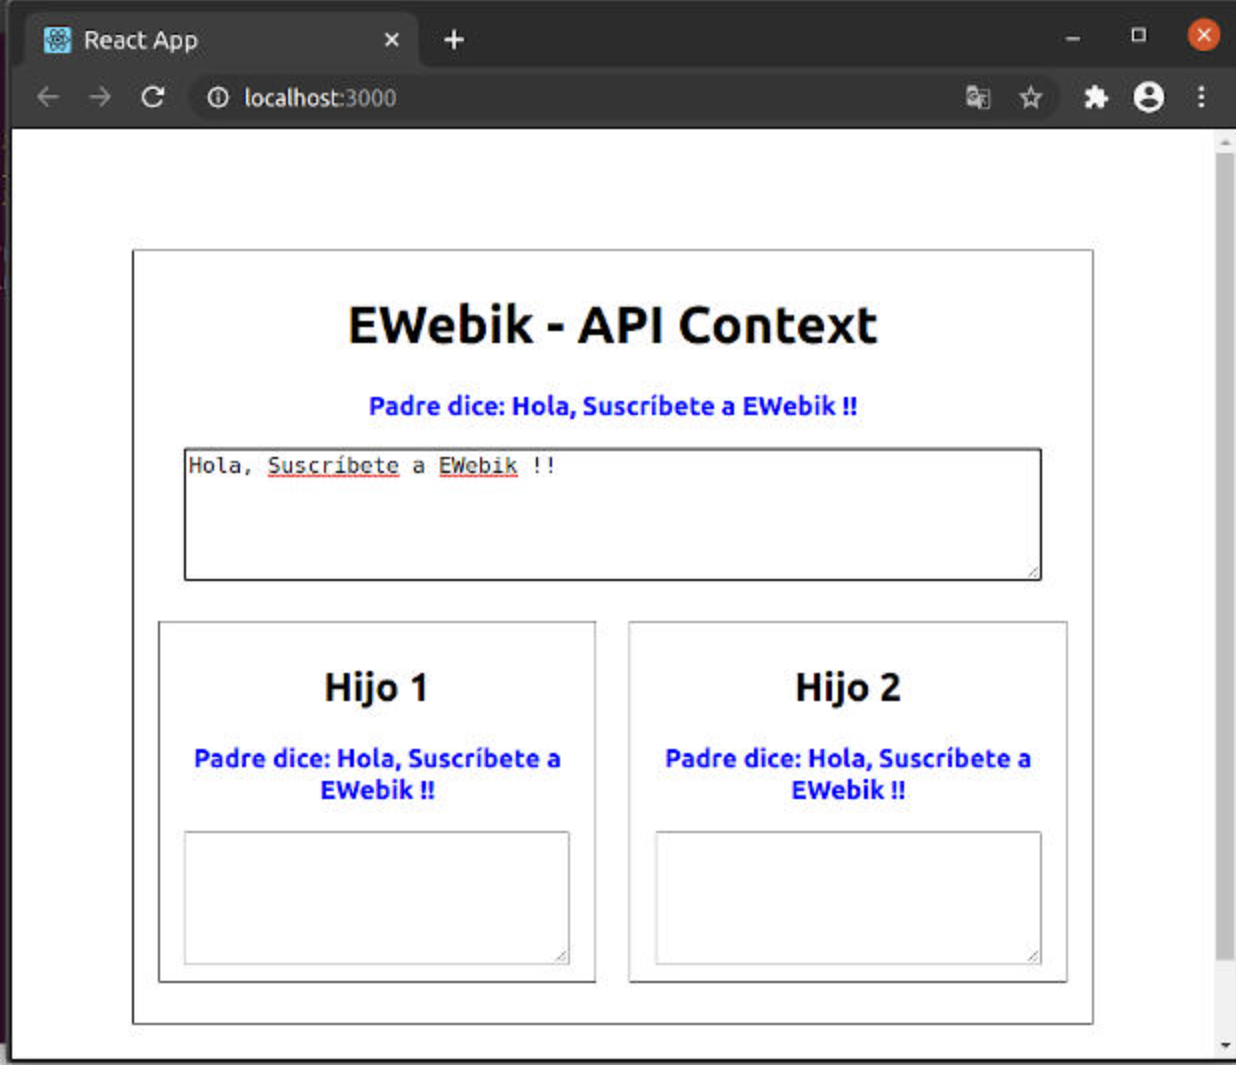 React App
localhost:3000
EWebik - API Context
Padre dice: Hola, Suscríbete a EWebik !!
Hola, Suscríbete a EWebik !!
Hijo 1
Padre dice: Hola, Suscríbete a
EWebik !!
Hijo 2
Padre dice: Hola, Suscríbete a
EWebik !!